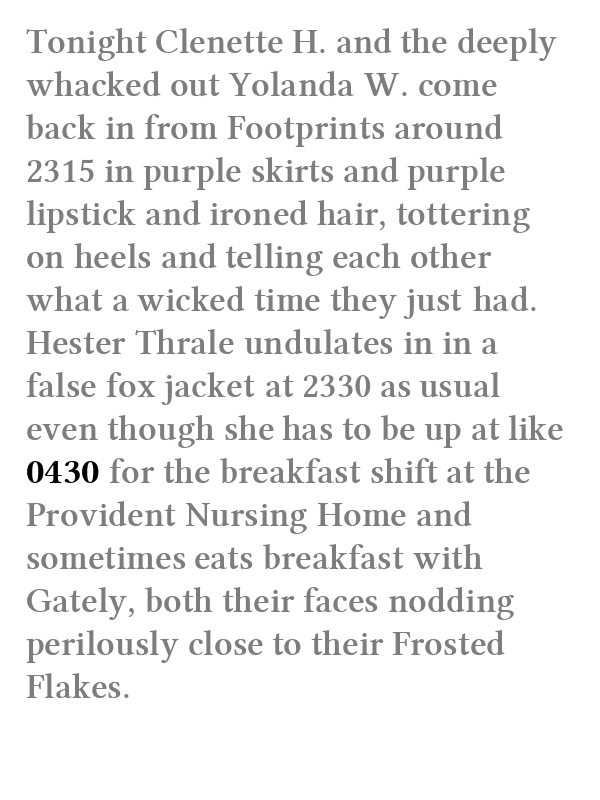 Tonight Clenette H. and the deeply
whacked out Yolanda W. come
back in from Footprints around
2315 in purple skirts and purple
lipstick and ironed hair, tottering
on heels and telling each other
what a wicked time they just had.
Hester Thrale undulates in in a
false fox jacket at 2330 as usual
even though she has to be up at like
0430 for the breakfast shift at the
Provident Nursing Home and
sometimes eats breakfast with
Gately, both their faces nodding
perilously close to their Frosted
Flakes.